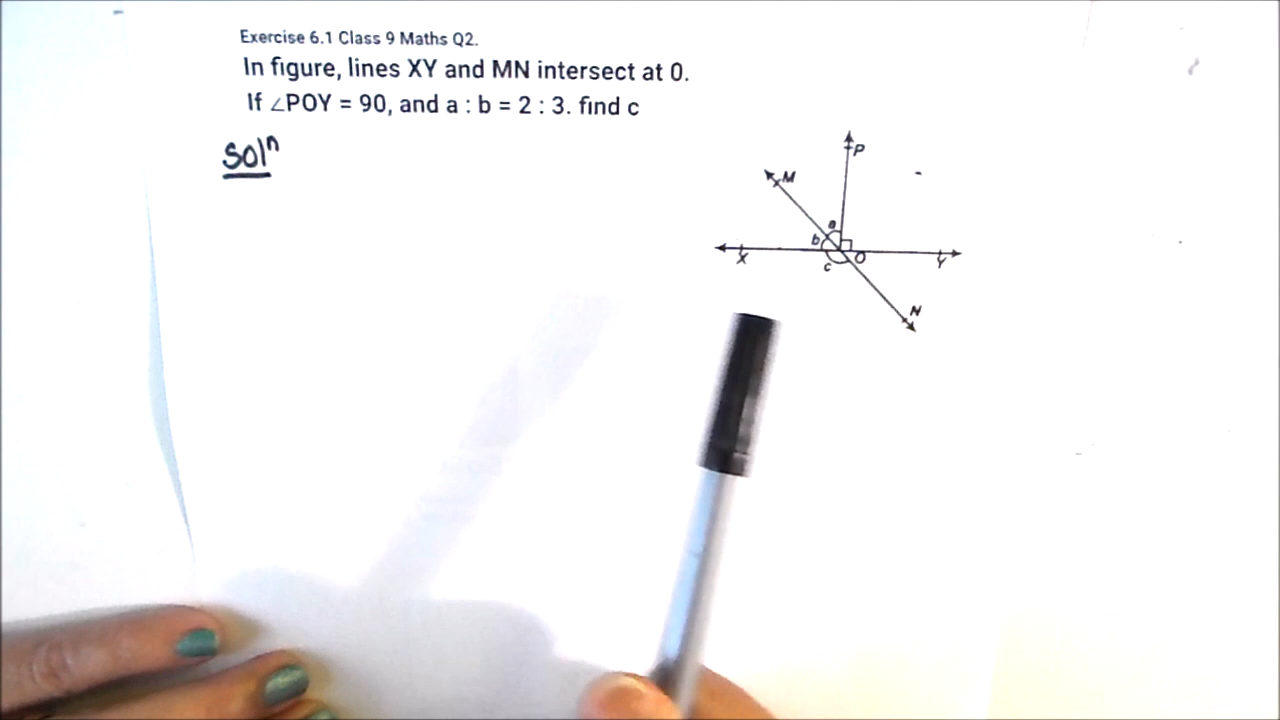 Exercise 6.1 Class 9 Maths Q2.
In figure, lines XY and MN intersect at 0.
If ∠POY = 90, and a : b = 2 : 3. find c
Solⁿ
P
M
a
b
X
c
O
Y
N